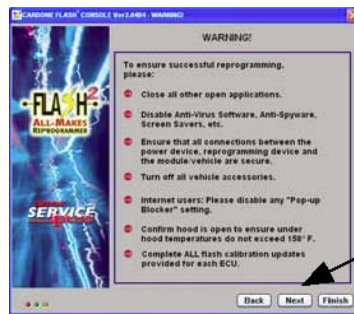 CARDONE FLASH² CONSOLE Ver2.0404 - WARNING!
WARNING!
To ensure successful reprogramming,
please:
Close all other open applications.
Disable Anti-Virus Software, Anti-Spyware,
Screen Savers, etc.
Ensure that all connections between the
power device, reprogramming device and
the module/vehicle are secure.
Turn off all vehicle accessories.
Internet users: Please disable any "Pop-up
Blocker" setting.
Confirm hood is open to ensure under
hood temperatures do not exceed 158° F.
Complete ALL flash calibration updates
provided for each ECU.
FLASH2
ALL-MAKES
REPROGRAMMER
SERVICE
Back Next Finish